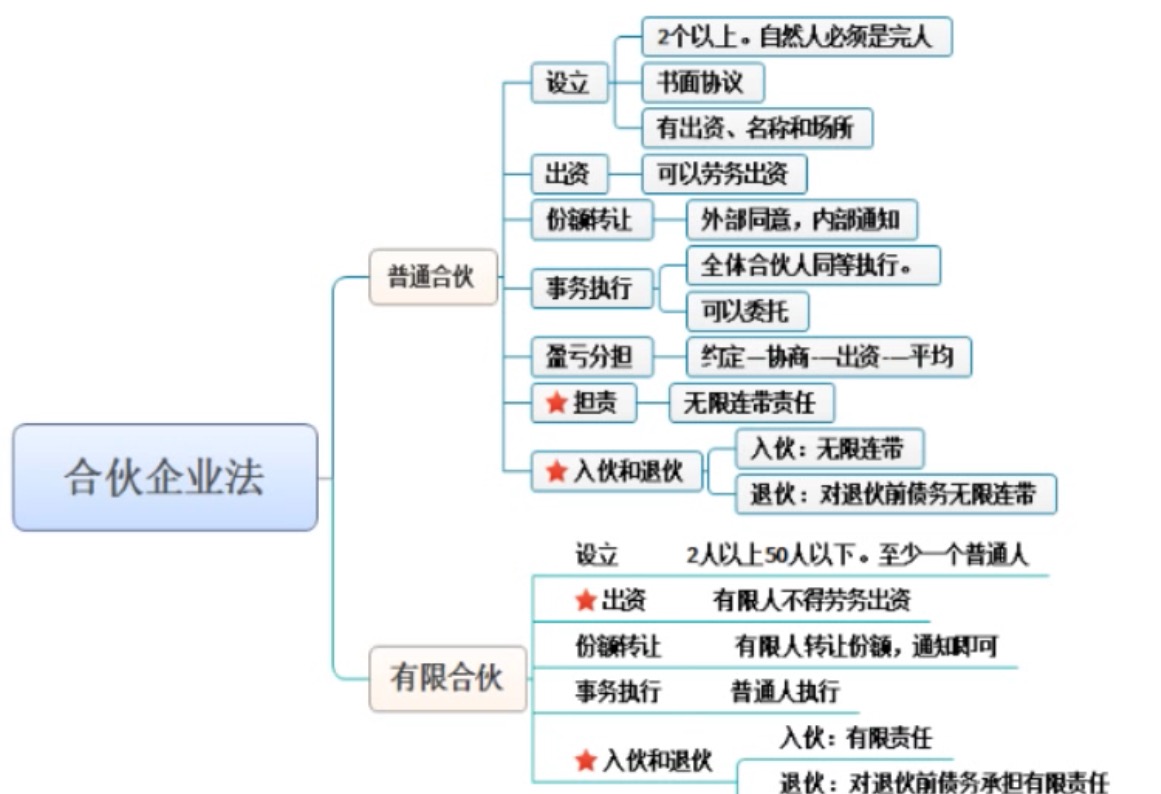 合伙企业法
普通合伙
设立
2个以上。自然人必须是完人
书面协议
有出资、名称和场所
出资
可以劳务出资
份额转让
外部同意，内部通知
事务执行
全体合伙人同等执行。
可以委托
盈亏分担
约定—协商—出资—平均
担责
无限连带责任
入伙和退伙
入伙：无限连带
退伙：对退伙前债务无限连带
有限合伙
设立 2人以上50人以下。至少一个普通人
出资 有限人不得劳务出资
份额转让 有限人转让份额，通知即可
事务执行 普通人执行
入伙和退伙
入伙：有限责任
退伙：对退伙前债务承担有限责任